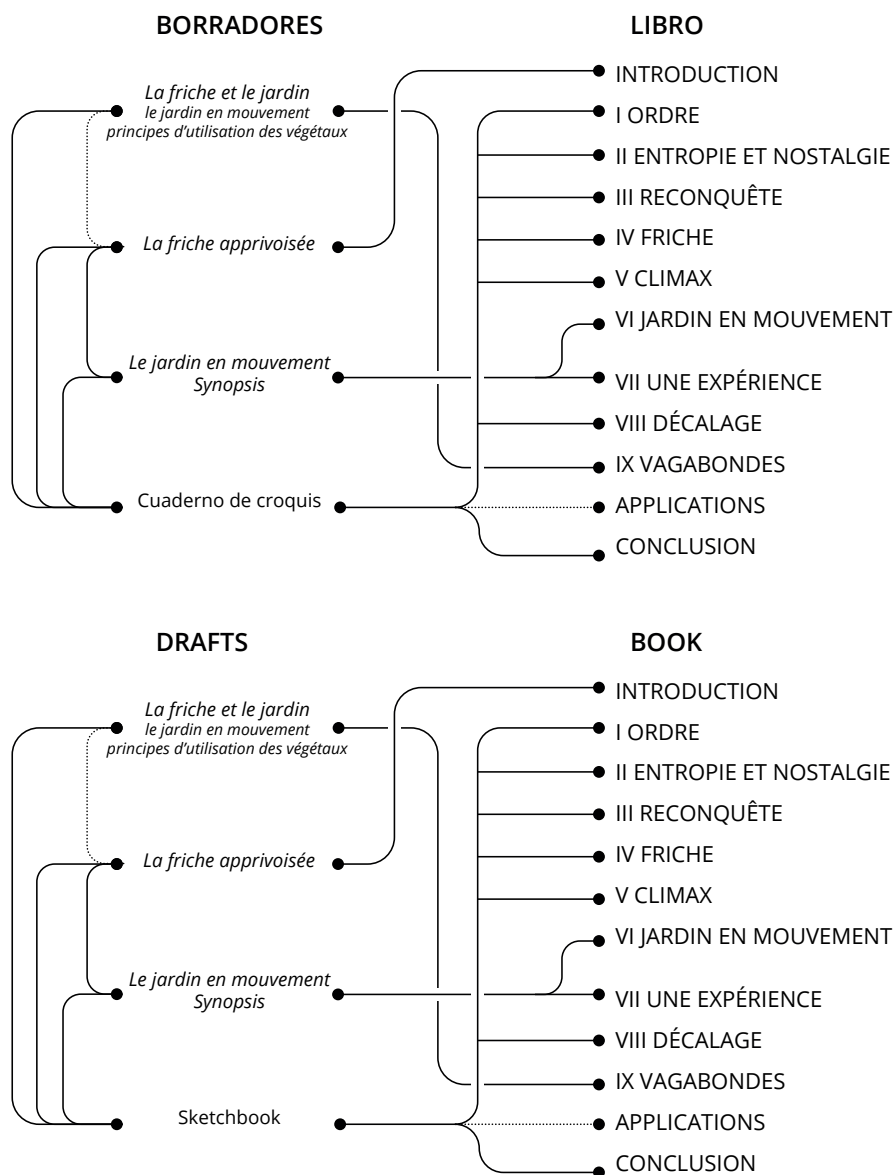 BORRADORES
LIBRO
La friche et le jardin
le jardin en mouvement
principes d'utilisation des végétaux
La friche apprivoisée
Le jardin en mouvement
Synopsis
Cuaderno de croquis
INTRODUCTION
I ORDRE
II ENTROPIE ET NOSTALGIE
III RECONQUÊTE
IV FRICHE
V CLIMAX
VI JARDIN EN MOUVEMENT
VII UNE EXPÉRIENCE
VIII DÉCALAGE
IX VAGABONDES
APPLICATIONS
CONCLUSION
DRAFTS
BOOK
La friche et le jardin
le jardin en mouvement
principes d'utilisation des végétaux
La friche apprivoisée
Le jardin en mouvement
Synopsis
Sketchbook
INTRODUCTION
I ORDRE
II ENTROPIE ET NOSTALGIE
III RECONQUÊTE
IV FRICHE
V CLIMAX
VI JARDIN EN MOUVEMENT
VII UNE EXPÉRIENCE
VIII DÉCALAGE
IX VAGABONDES
APPLICATIONS
CONCLUSION